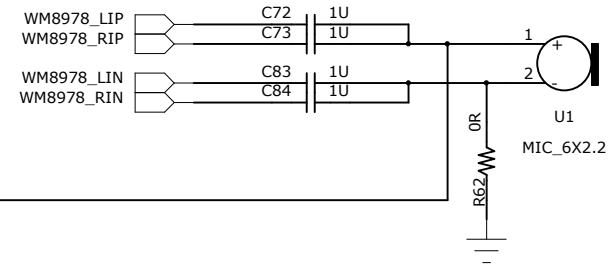 WM8978_LIP C72 1U
WM8978_RIP C73 1U
1
+
WM8978_LIN C83 1U
2
-
WM8978_RIN C84 1U
U1
0R
MIC_6X2.2
R62